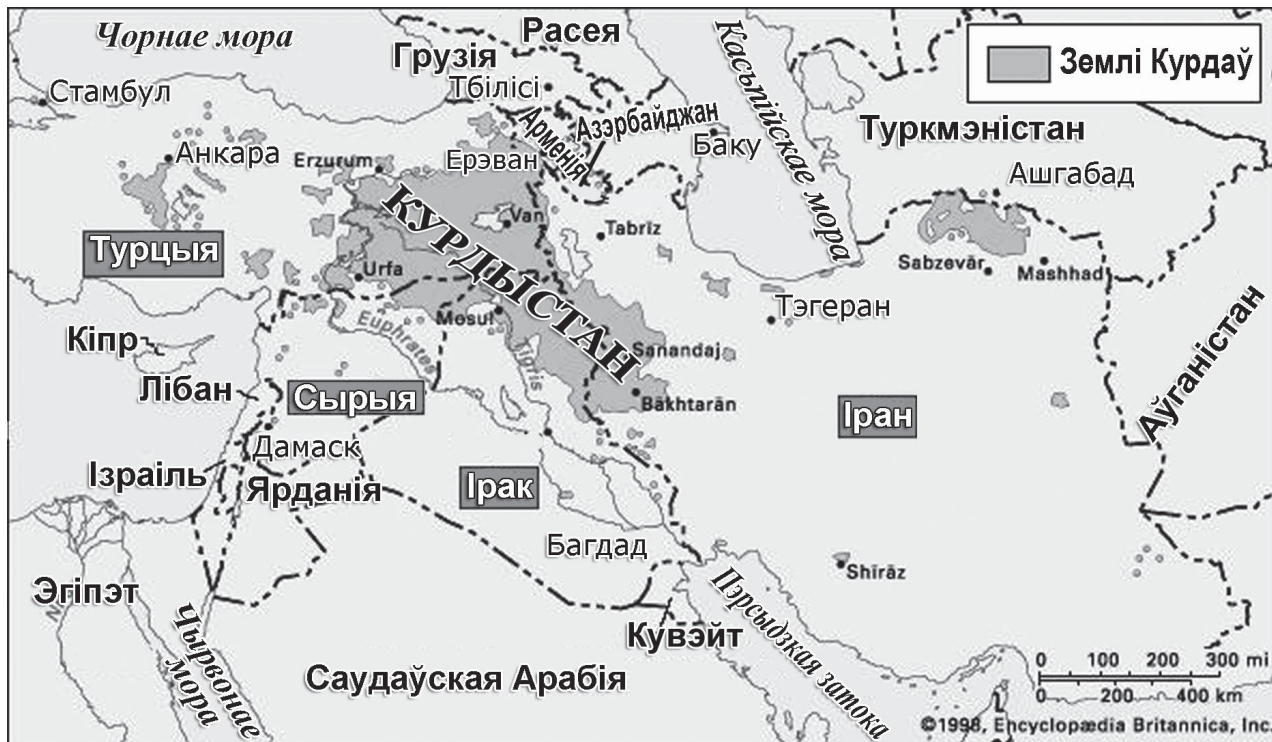 Чорнае мора
Расея
Грузія
Тбілісі
Касьпійскае мора
Землі Курдаў
Стамбул
Анкара
Erzurum
Ерэван
Арменія
Азэрбайджан
Баку
Туркмэністан
Ашгабад
КУРДЫСТАН
Van
Tabrīz
Турцыя
Urfa
Sabzevār
Mashhad
Тэгеран
Mosul
Euphrates
Tigris
Кіпр
Лібан
Сырыя
Sanandaj
Bākhtarān
Іран
Аўганістан
Дамаск
Ізраіль
Ярданія
Ірак
Багдад
Shīrāz
Эгіпэт
Чырвонае
мора
Кувэйт
Пэрсыдзкая затока
Саудаўская Арабія
0 100 200 300 mi
0 200 400 km
©1998, Encyclopædia Britannica, Inc.